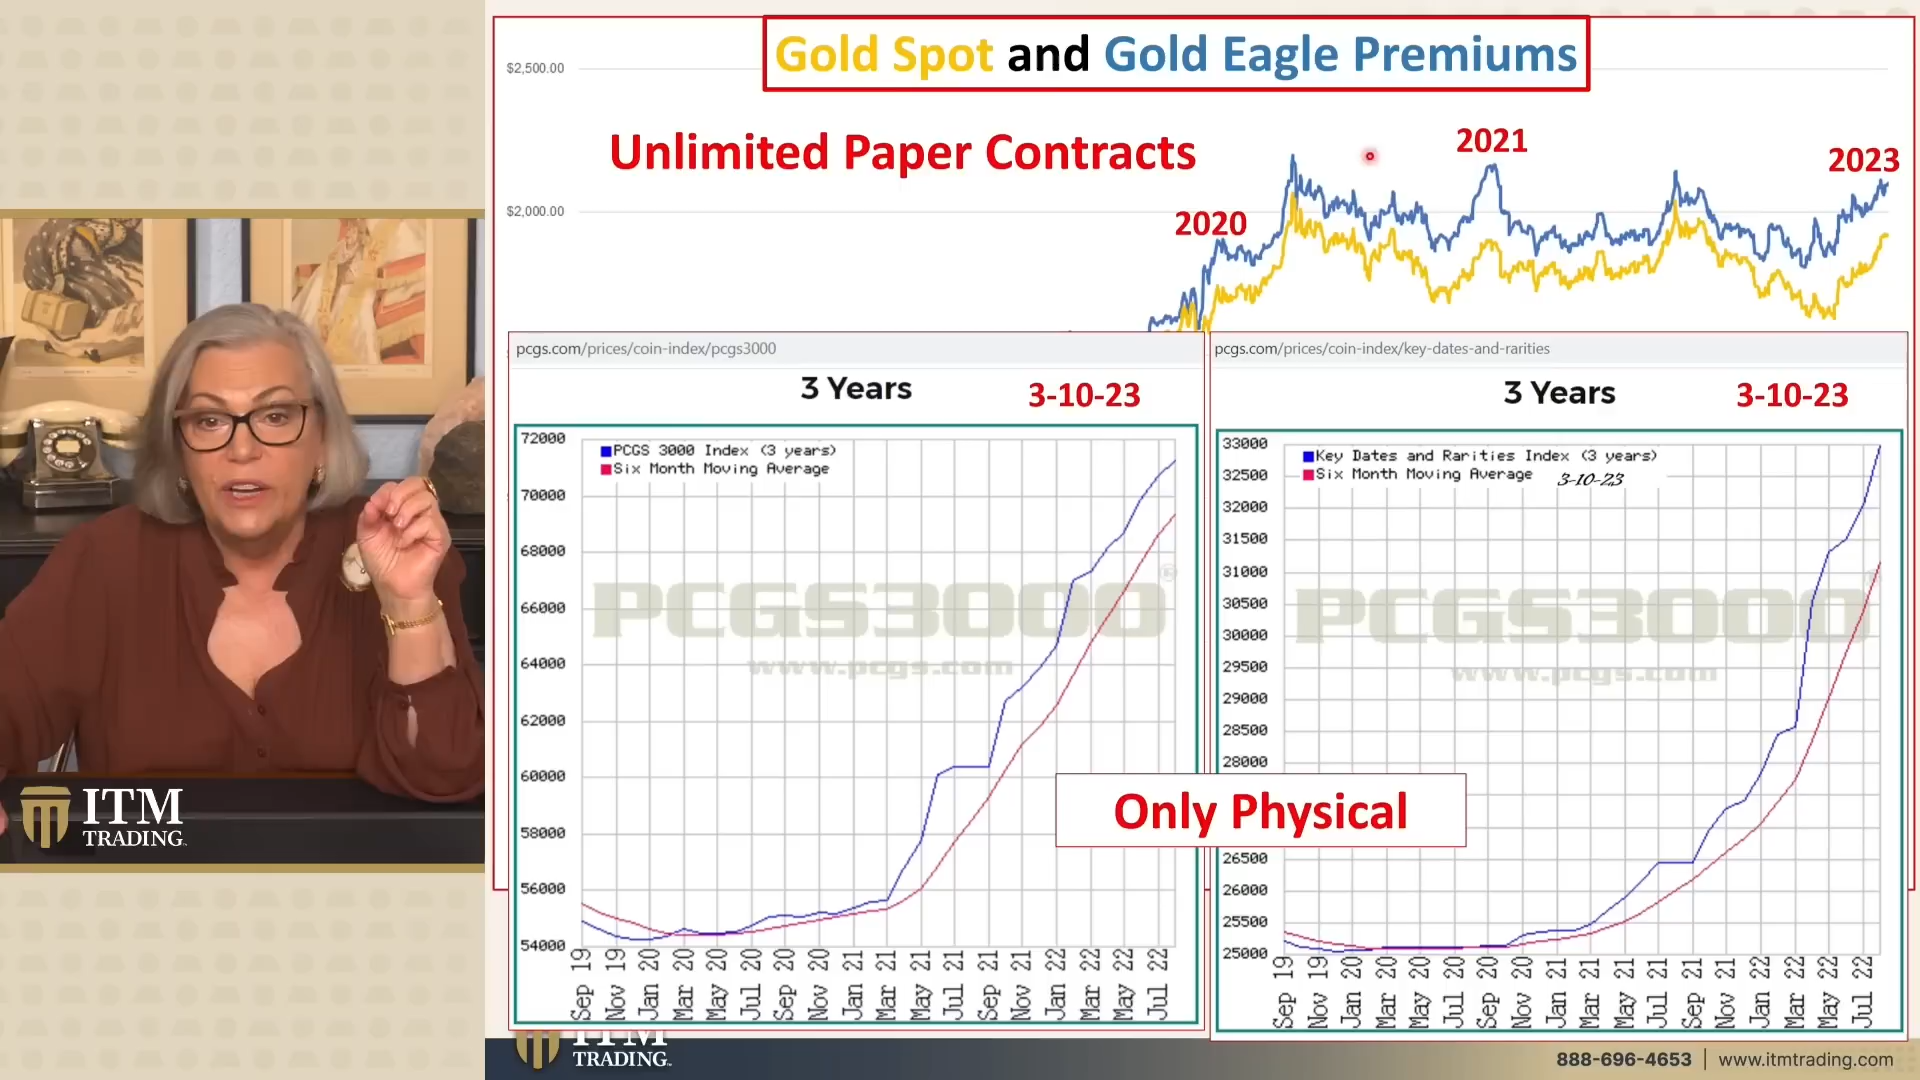 Gold Spot and Gold Eagle Premiums
$2,500.00
Unlimited Paper Contracts
2021
2023
$2,000.00
2020
pcgs.com/prices/coin-index/pcgs3000
3 Years
3-10-23
72000
PCGS 3000 Index (3 years)
Six Month Moving Average
70000
68000
66000
64000
62000
60000
58000
56000
54000
PCGS3000
®
www.pcgs.com
Sep 19
Nov 19
Jan 20
Mar 20
May 20
Jul 20
Sep 20
Nov 20
Jan 21
Mar 21
May 21
Jul 21
Sep 21
Nov 21
Jan 22
Mar 22
May 22
Jul 22
pcgs.com/prices/coin-index/key-dates-and-rarities
3 Years
3-10-23
33000
Key Dates and Rarities Index (3 years)
Six Month Moving Average
3-10-23
32500
32000
31500
31000
30500
30000
29500
29000
28500
28000
26500
26000
25500
25000
PCGS3000
www.pcgs.com
Sep 19
Nov 19
Jan 20
Mar 20
May 20
Jul 20
Sep 20
Nov 20
Jan 21
Mar 21
May 21
Jul 21
Sep 21
Nov 21
Jan 22
Mar 22
May 22
Jul 22
Only Physical
ITM
TRADING
ITM
TRADING
888-696-4653 | www.itmtrading.com